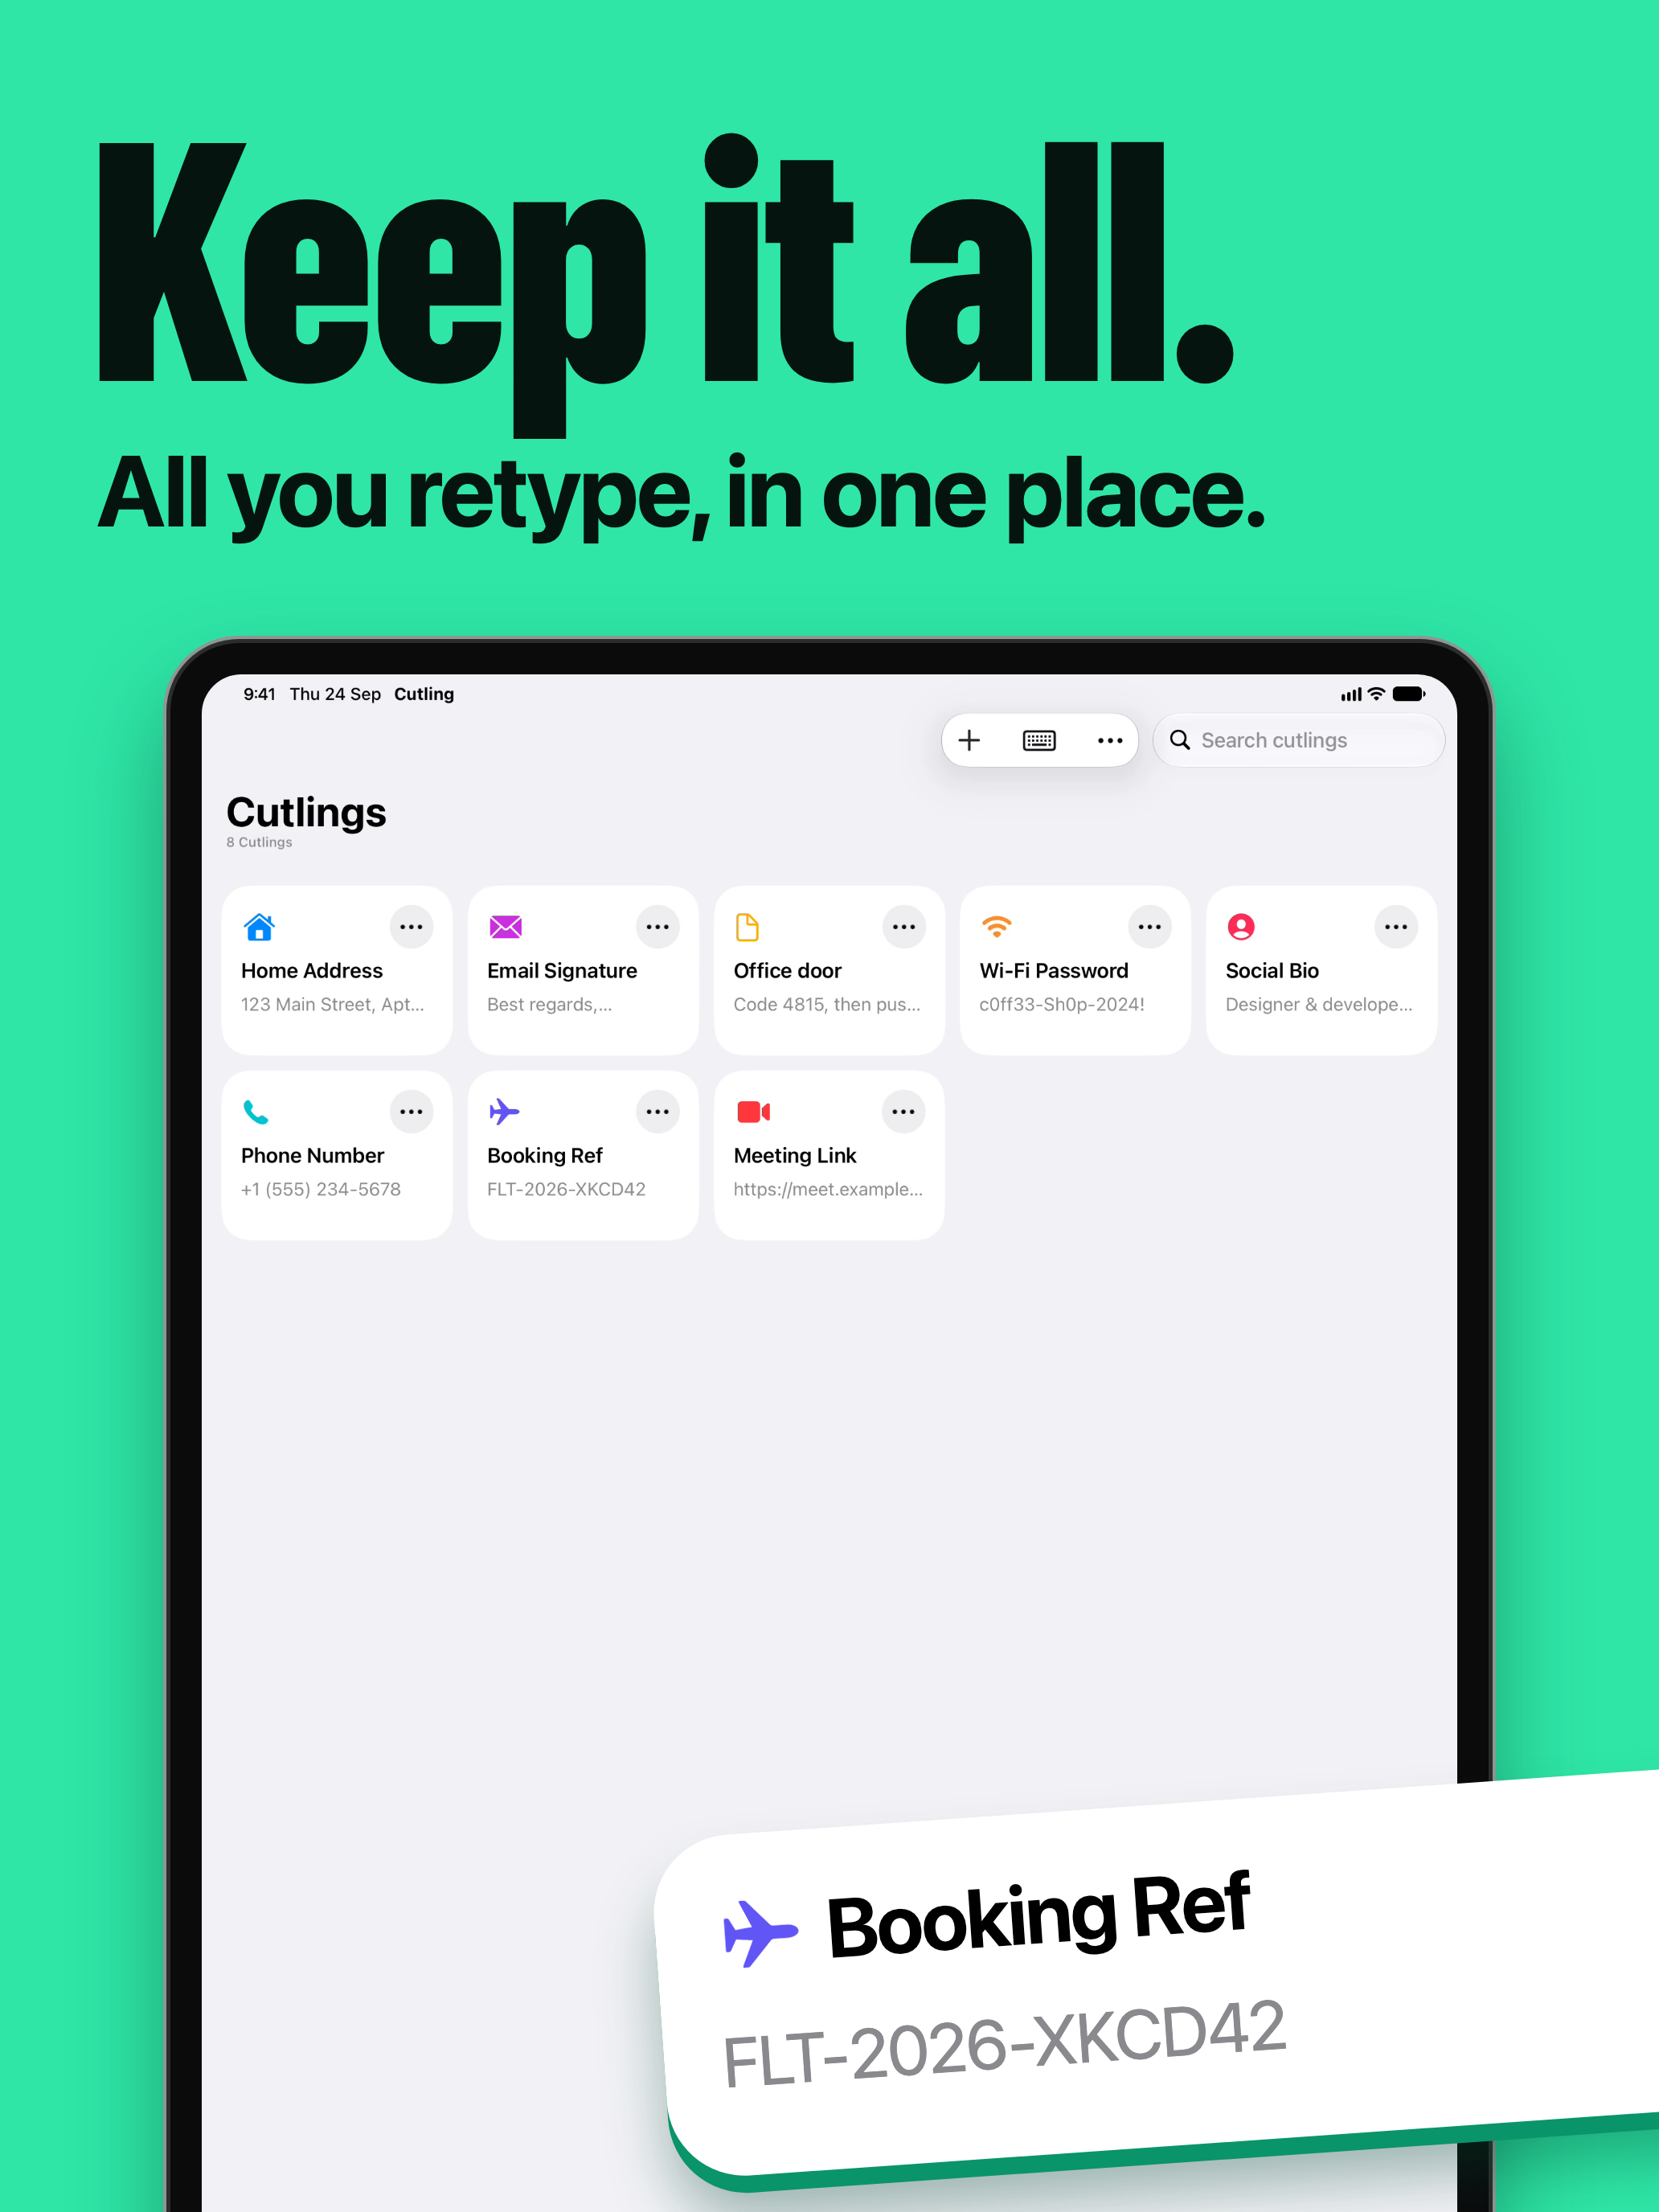 Keep it all.
All you retype, in one place.
9:41 Thu 24 Sep Cutling
Search cutlings
Cutlings
8 Cutlings
Home Address
123 Main Street, Apt...
Email Signature
Best regards,...
Office door
Code 4815, then pus...
Wi-Fi Password
c0ff33-Sh0p-2024!
Social Bio
Designer & develope...
Phone Number
+1 (555) 234-5678
Booking Ref
FLT-2026-XKCD42
Meeting Link
https://meet.example...
Booking Ref
FLT-2026-XKCD42